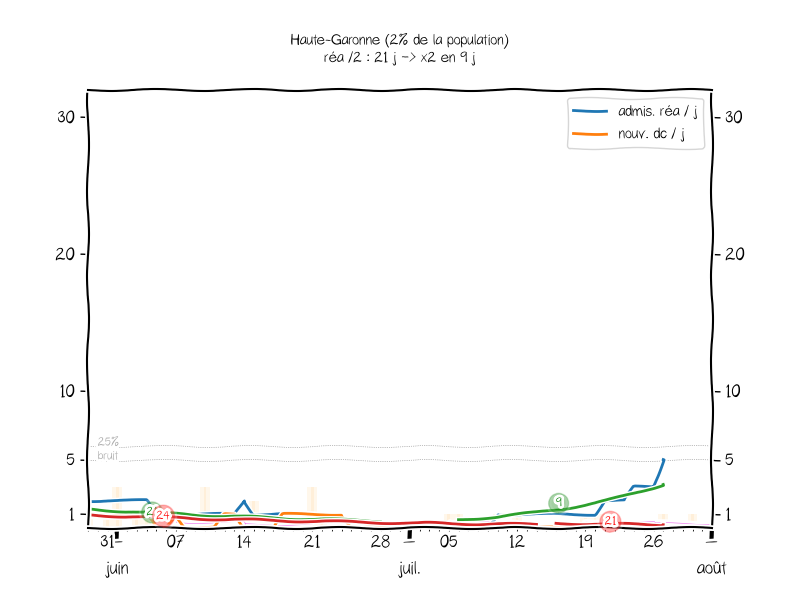 Haute-Garonne (2% de la population)
réa /2 : 21 j -> x2 en 9 j
admis. réa / j
nouv. dc / j
30
30
20
20
10
10
25%
bruit
5
5
1
1
9
24
21
31
07
14
21
28
05
12
19
26
juin
juil.
août